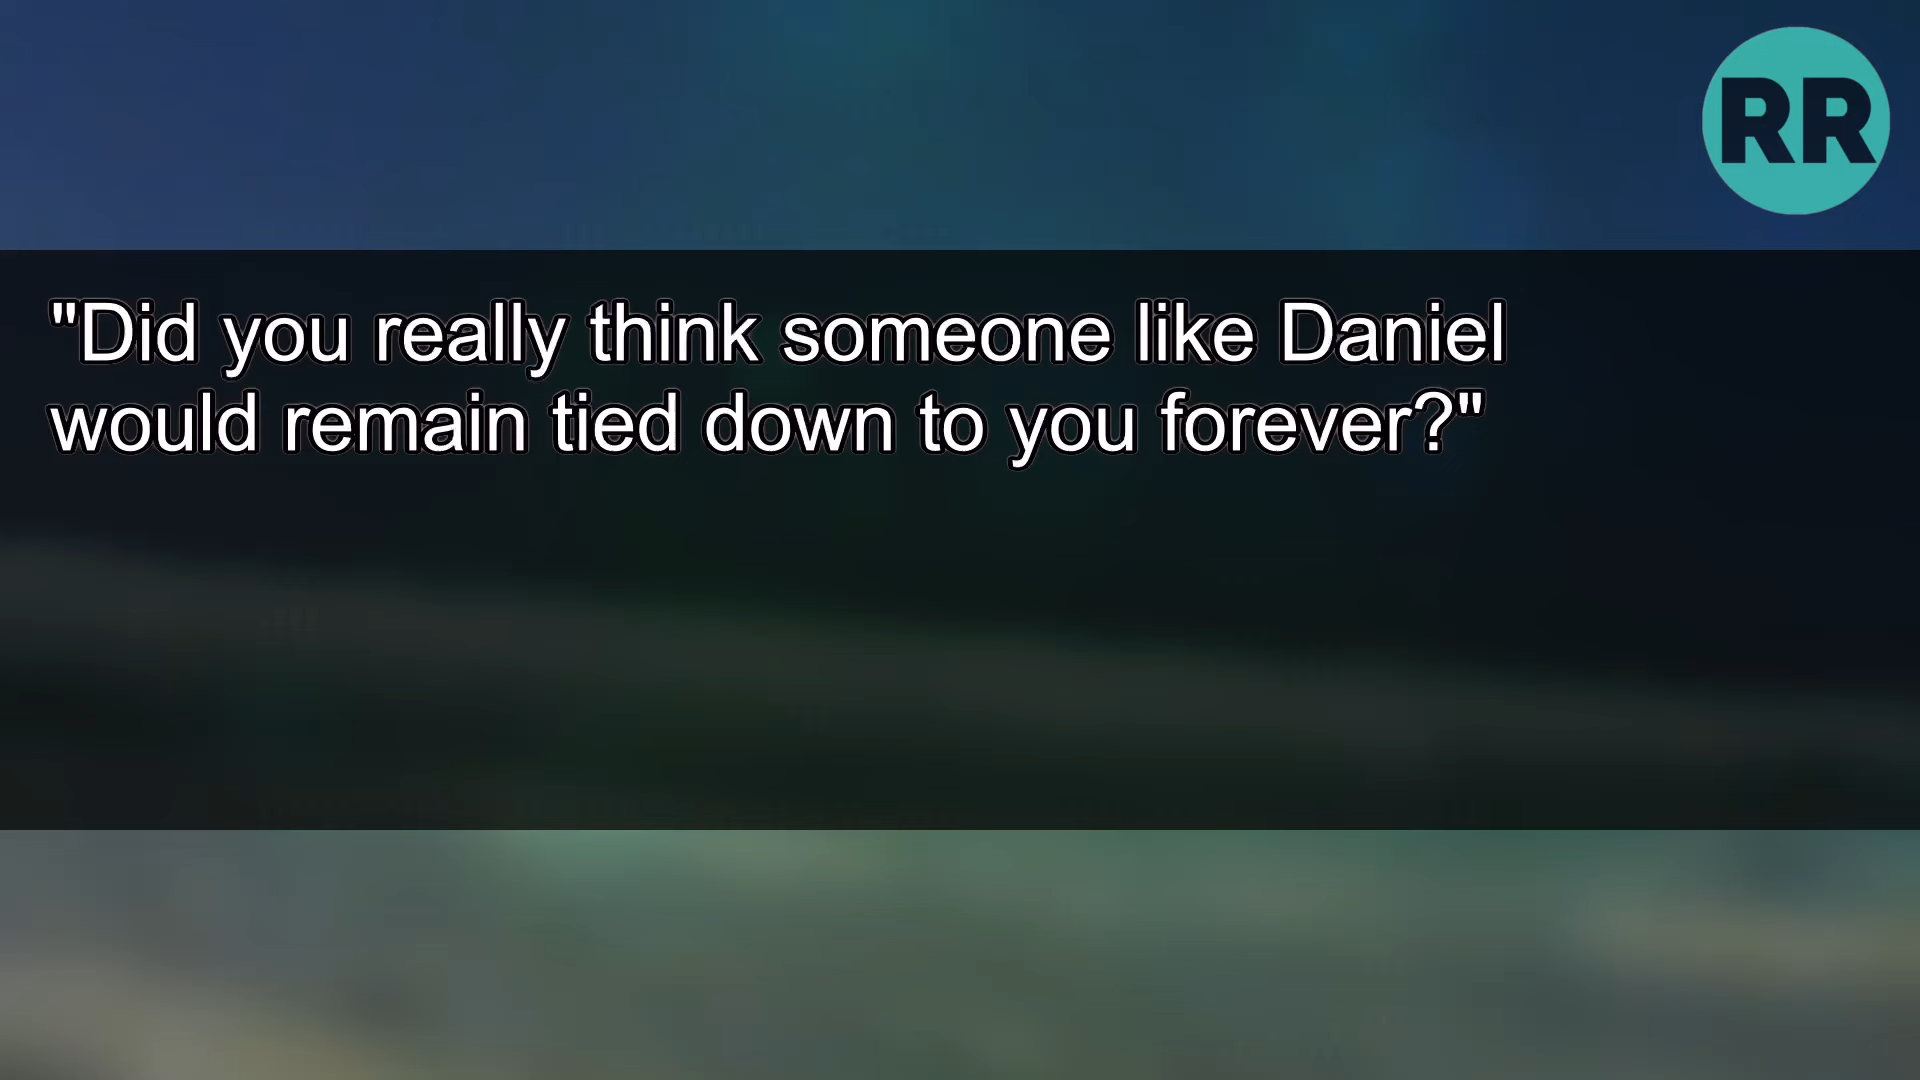 RR
"Did you really think someone like Daniel
would remain tied down to you forever?"